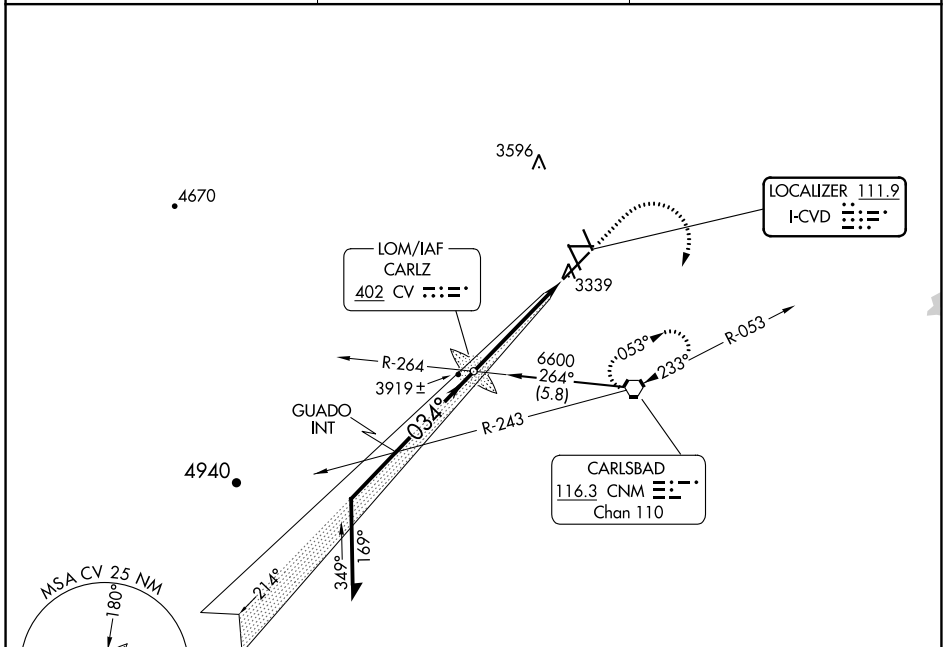 3596
4670
LOCALIZER 111.9
I-CVD
LOM/IAF
CARLZ
402 CV
3339
R-053
053°
233°
R-264
6600
264°
(5.8)
3919±
034°
GUADO
INT
R-243
4940
CARLSBAD
116.3 CNM
Chan 110
349°
169°
214°
MSA CV 25 NM
180°